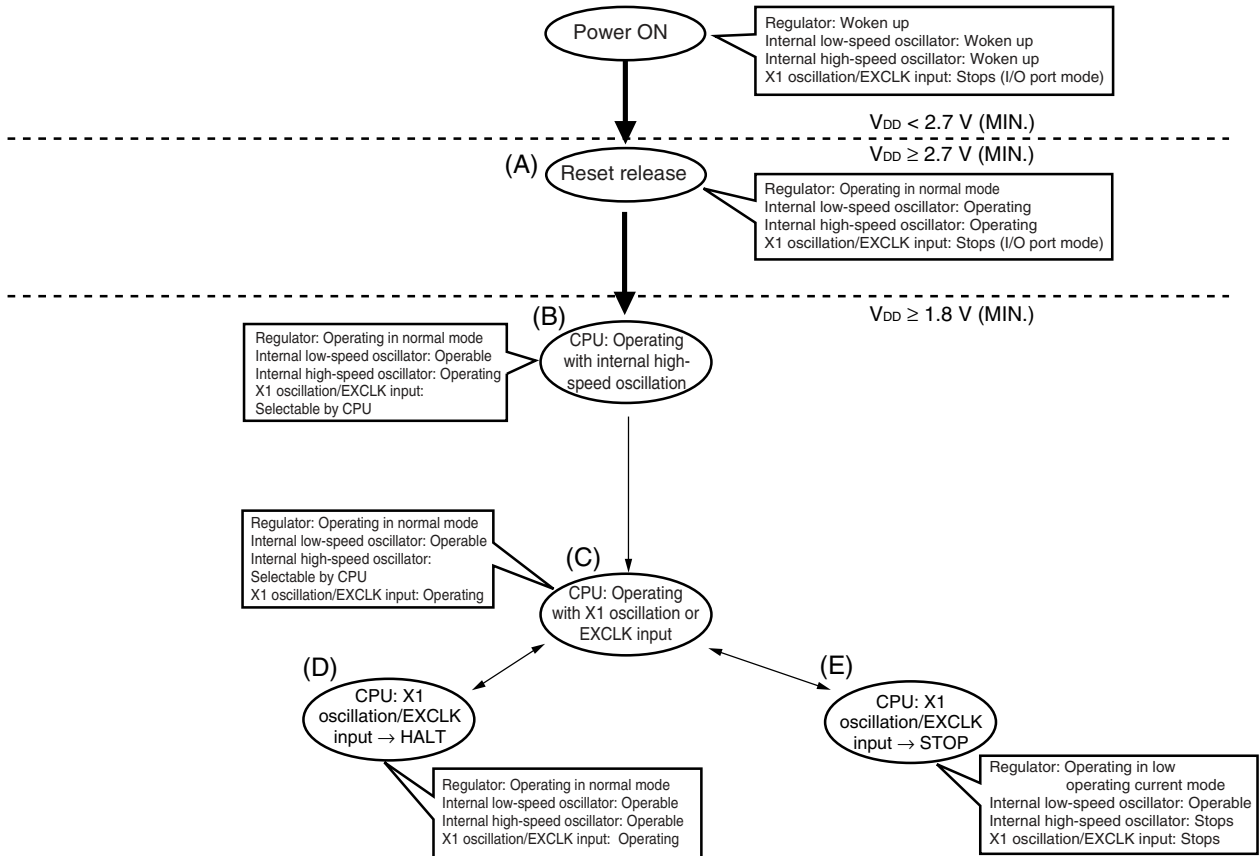 Power ON
Regulator: Woken up
Internal low-speed oscillator: Woken up
Internal high-speed oscillator: Woken up
X1 oscillation/EXCLK input: Stops (I/O port mode)
VDD < 2.7 V (MIN.)
VDD ≥ 2.7 V (MIN.)
(A)
Reset release
Regulator: Operating in normal mode
Internal low-speed oscillator: Operating
Internal high-speed oscillator: Operating
X1 oscillation/EXCLK input: Stops (I/O port mode)
VDD ≥ 1.8 V (MIN.)
(B)
CPU: Operating
with internal high-
speed oscillation
Regulator: Operating in normal mode
Internal low-speed oscillator: Operable
Internal high-speed oscillator: Operating
X1 oscillation/EXCLK input:
Selectable by CPU
Regulator: Operating in normal mode
Internal low-speed oscillator: Operable
Internal high-speed oscillator:
Selectable by CPU
X1 oscillation/EXCLK input: Operating
(C)
CPU: Operating
with X1 oscillation or
EXCLK input
(D)
CPU: X1
oscillation/EXCLK
input → HALT
Regulator: Operating in normal mode
Internal low-speed oscillator: Operable
Internal high-speed oscillator: Operable
X1 oscillation/EXCLK input: Operating
(E)
CPU: X1
oscillation/EXCLK
input → STOP
Regulator: Operating in low
operating current mode
Internal low-speed oscillator: Operable
Internal high-speed oscillator: Stops
X1 oscillation/EXCLK input: Stops